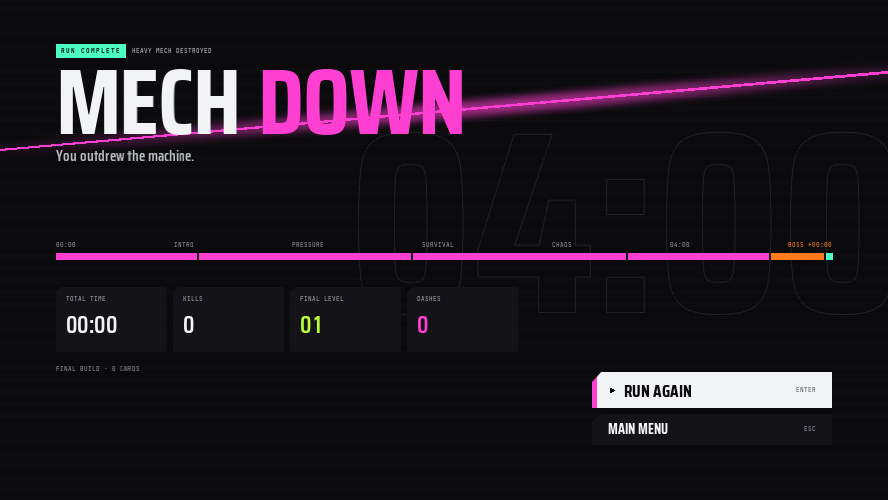 RUN COMPLETE HEAVY MECH DESTROYED
MECH DOWN
You outdrew the machine.
04:00
00:00 INTRO PRESSURE SURVIVAL CHAOS 04:00 BOSS +00:00
TOTAL TIME KILLS FINAL LEVEL DASHES
00:00 0 01 0
FINAL BUILD · 0 CARDS
RUN AGAIN ENTER
MAIN MENU ESC